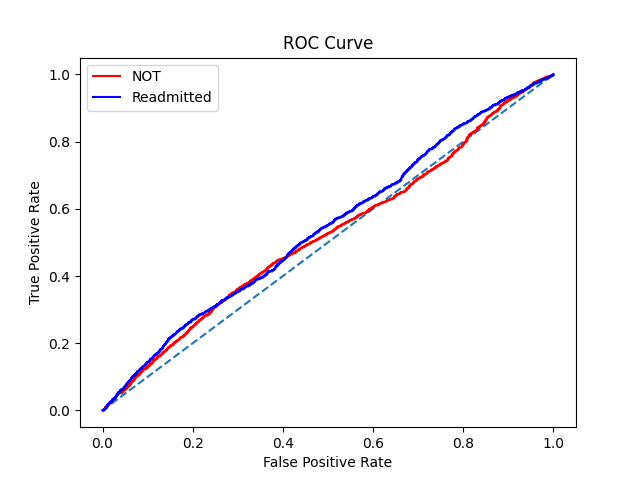 ROC Curve
NOT
Readmitted
True Positive Rate
1.0
0.8
0.6
0.4
0.2
0.0
0.0 0.2 0.4 0.6 0.8 1.0
False Positive Rate